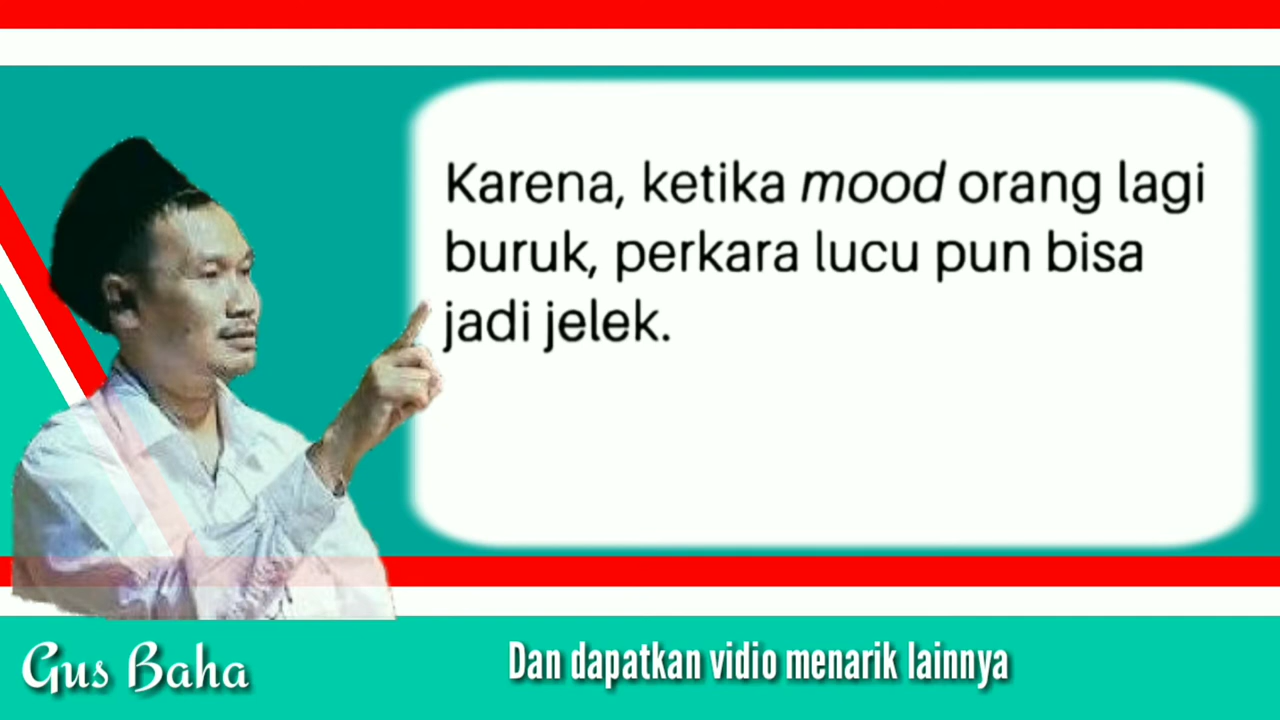 Karena, ketika mood orang lagi
buruk, perkara lucu pun bisa
jadi jelek.
Gus Baha
Dan dapatkan vidio menarik lainnya